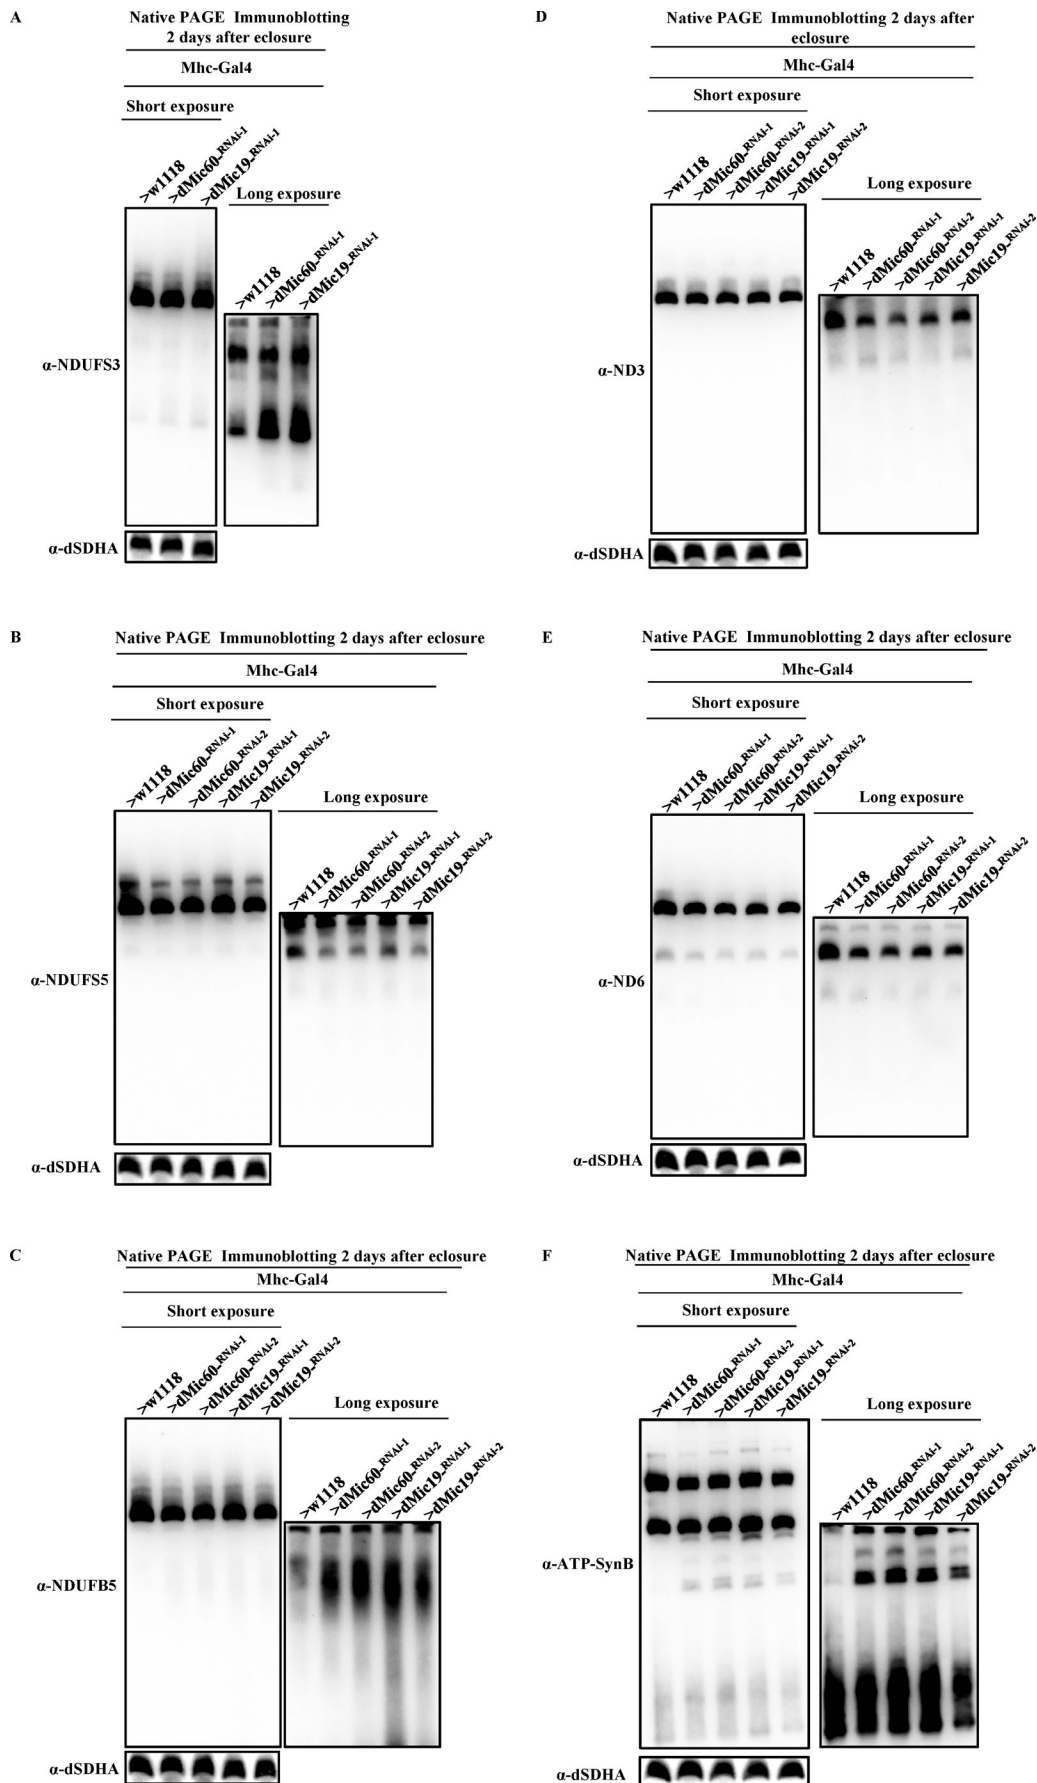 A
Native PAGE Immunoblotting
2 days after eclosure
Mhc-Gal4
Short exposure
>w1118
>dMic60-RNAi-1
>dMic19-RNAi-1
Long exposure
>w1118
>dMic60-RNAi-1
>dMic19-RNAi-1
α-NDUFS3
α-dSDHA
B
Native PAGE Immunoblotting 2 days after eclosure
Mhc-Gal4
Short exposure
>w1118
>dMic60-RNAi-1
>dMic60-RNAi-2
>dMic19-RNAi-1
>dMic19-RNAi-2
Long exposure
>w1118
>dMic60-RNAi-1
>dMic60-RNAi-2
>dMic19-RNAi-1
>dMic19-RNAi-2
α-NDUFS5
α-dSDHA
C
Native PAGE Immunoblotting 2 days after eclosure
Mhc-Gal4
Short exposure
>w1118
>dMic60-RNAi-1
>dMic60-RNAi-2
>dMic19-RNAi-1
>dMic19-RNAi-2
Long exposure
>w1118
>dMic60-RNAi-1
>dMic60-RNAi-2
>dMic19-RNAi-1
>dMic19-RNAi-2
α-NDUFB5
α-dSDHA
D
Native PAGE Immunoblotting 2 days after
eclosure
Mhc-Gal4
Short exposure
>w1118
>dMic60-RNAi-1
>dMic60-RNAi-2
>dMic19-RNAi-1
>dMic19-RNAi-2
Long exposure
>w1118
>dMic60-RNAi-1
>dMic60-RNAi-2
>dMic19-RNAi-1
>dMic19-RNAi-2
α-ND3
α-dSDHA
E
Native PAGE Immunoblotting 2 days after eclosure
Mhc-Gal4
Short exposure
>w1118
>dMic60-RNAi-1
>dMic60-RNAi-2
>dMic19-RNAi-1
>dMic19-RNAi-2
Long exposure
>w1118
>dMic60-RNAi-1
>dMic60-RNAi-2
>dMic19-RNAi-1
>dMic19-RNAi-2
α-ND6
α-dSDHA
F
Native PAGE Immunoblotting 2 days after eclosure
Mhc-Gal4
Short exposure
>w1118
>dMic60-RNAi-1
>dMic60-RNAi-2
>dMic19-RNAi-1
>dMic19-RNAi-2
Long exposure
>w1118
>dMic60-RNAi-1
>dMic60-RNAi-2
>dMic19-RNAi-1
>dMic19-RNAi-2
α-ATP-SynB
α-dSDHA